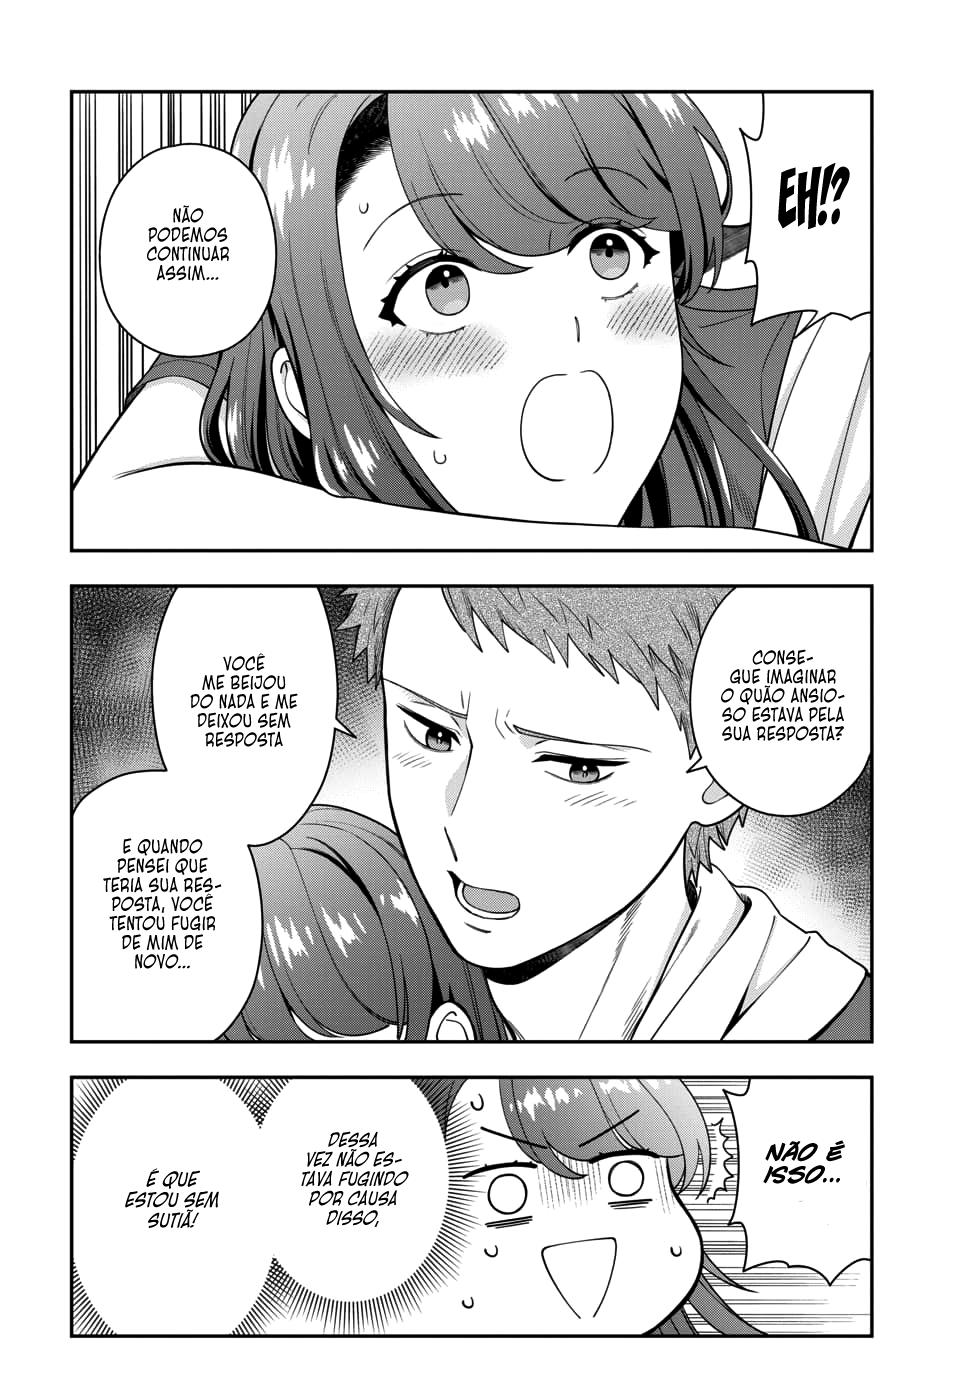 EH!?
NÃO
PODEMOS
CONTINUAR
ASSIM...
CONSE-
GUE IMAGINAR
O QUÃO ANSIO-
SO ESTAVA PELA
SUA RESPOSTA?
VOCÊ
ME BEIJOU
DO NADA E ME
DEIXOU SEM
RESPOSTA
E QUANDO
PENSEI QUE
TERIA SUA RES-
POSTA, VOCÊ
TENTOU FUGIR
DE MIM DE
NOVO...
NÃO É
ISSO...
DESSA
VEZ NÃO ES-
TAVA FUGINDO
POR CAUSA
DISSO,
É QUE
ESTOU SEM
SUTIÃ!